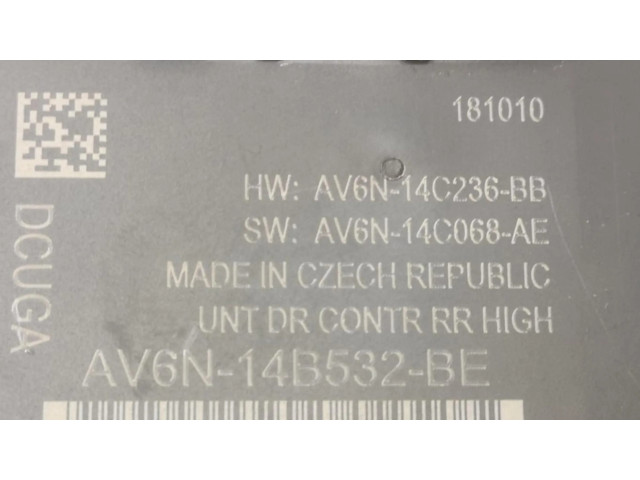 181010
HW: AV6N-14C236-BB
SW: AV6N-14C068-AE
MADE IN CZECH REPUBLIC
UNT DR CONTR RR HIGH
DCUGA
AV6N-14B532-BE